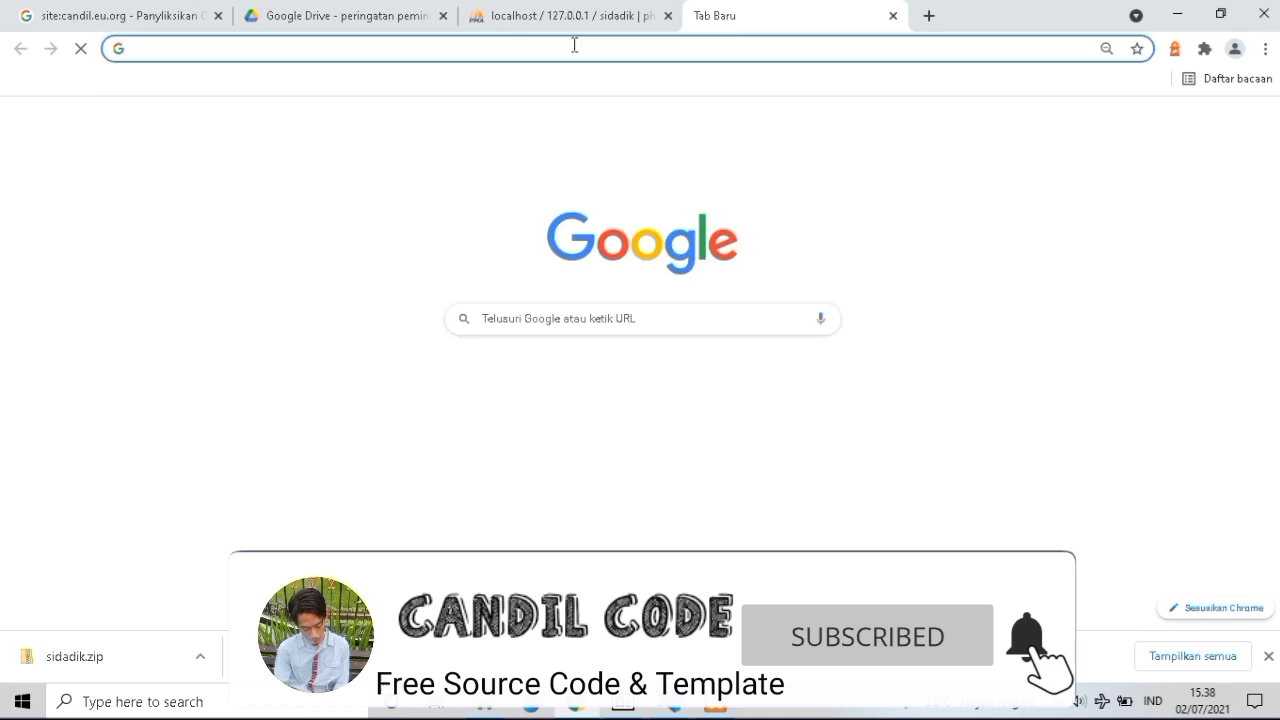 site:candil.eu.org - Panyliksikan G
Google Drive - peringatan pemin
localhost / 127.0.0.1 / sidadik | ph
Tab Baru
Daftar bacaan
Google
Telusuri Google atau ketik URL
Sesuaikan Chrome
CANDIL CODE
SUBSCRIBED
Free Source Code & Template
sidadik.zip
Tampilkan semua
Type here to search
IND
15.38
02/07/2021